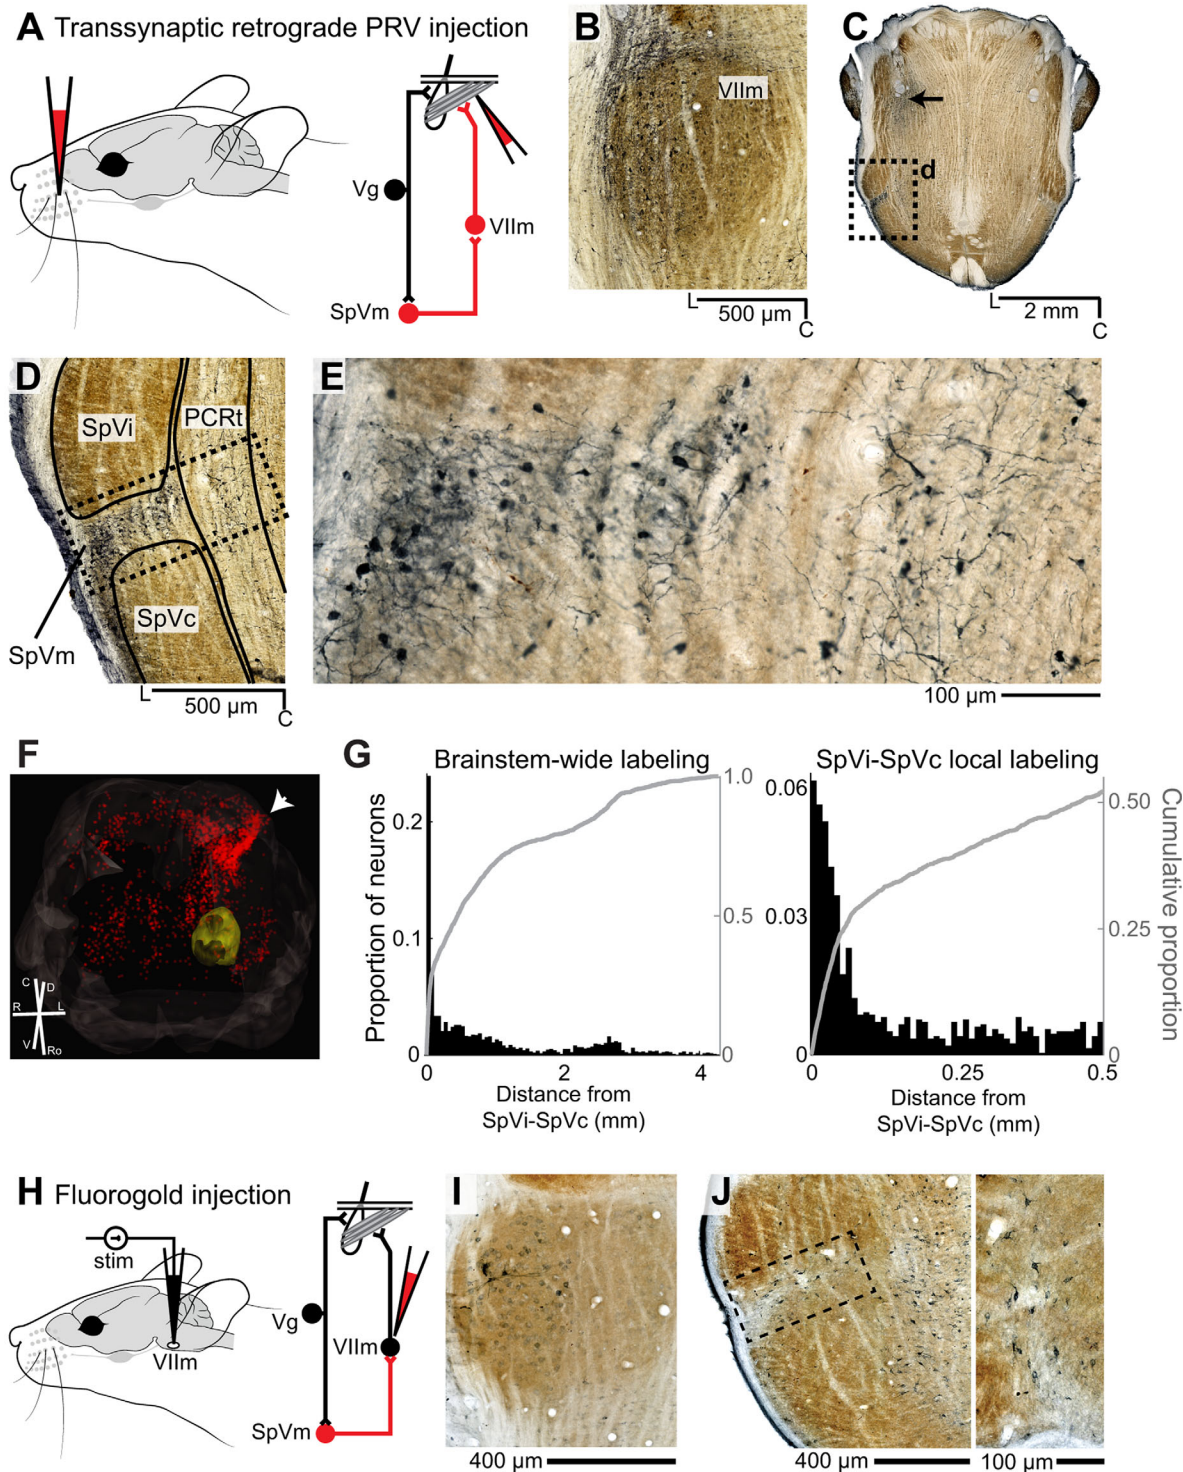 A Transsynaptic retrograde PRV injection
Vg
VIIm
SpVm
B
VIIm
L
500 µm
C
C
d
L
2 mm
C
D
SpVi
PCRt
SpVc
SpVm
L
500 µm
C
E
100 µm
F
C
D
R
L
V
Ro
G
Brainstem-wide labeling
Proportion of neurons
0.2
0.1
0
1.0
0.5
0
0
2
4
Distance from
SpVi-SpVc (mm)
SpVi-SpVc local labeling
0.06
0.03
0
0.50
0.25
0
Cumulative proportion
0
0.25
0.5
Distance from
SpVi-SpVc (mm)
H Fluorogold injection
stim
VIIm
Vg
VIIm
SpVm
I
400 µm
J
400 µm
100 µm